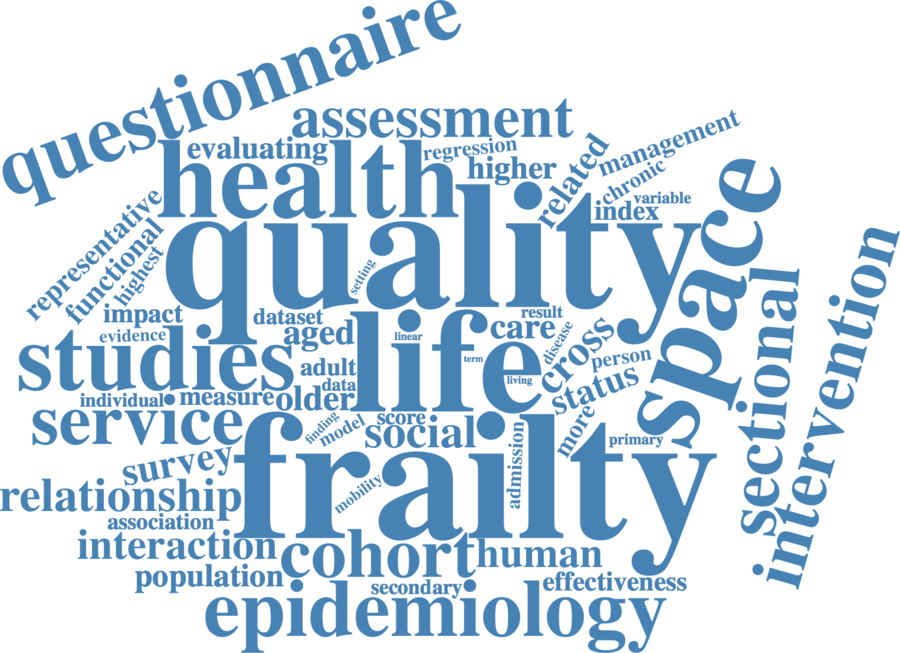 questionnaire
assessment
evaluating
regression
management
health
higher
related
chronic
variable
index
quality
space
representative
functional
highest
setting
impact
dataset
result
evidence
aged
linear
care
cross
disease
studies
life
term
person
adult
living
data
status
individual
measure
older
sectional
intervention
service
score
finding
model
social
more
primary
frailty
survey
admission
relationship
mobility
association
interaction
cohort
human
population
secondary
effectiveness
epidemiology